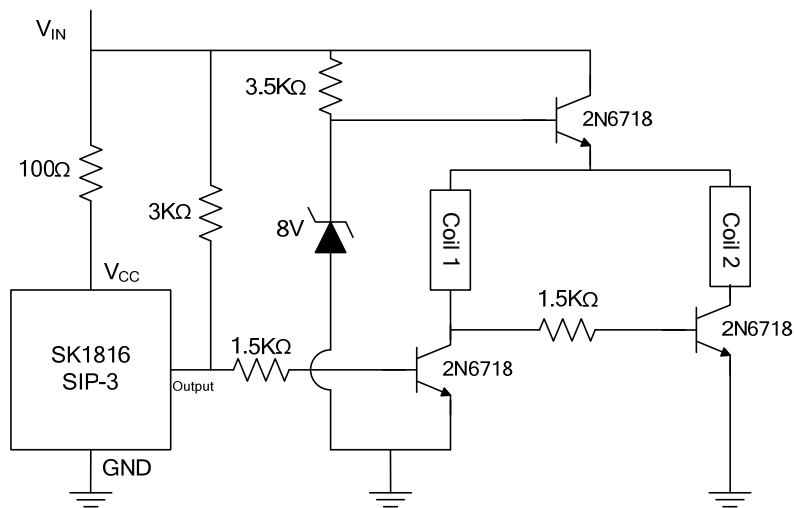 VIN
3.5KΩ
2N6718
100Ω
3KΩ
8V
Coil 1
Coil 2
VCC
1.5KΩ
2N6718
SK1816
SIP-3
1.5KΩ
2N6718
Output
GND